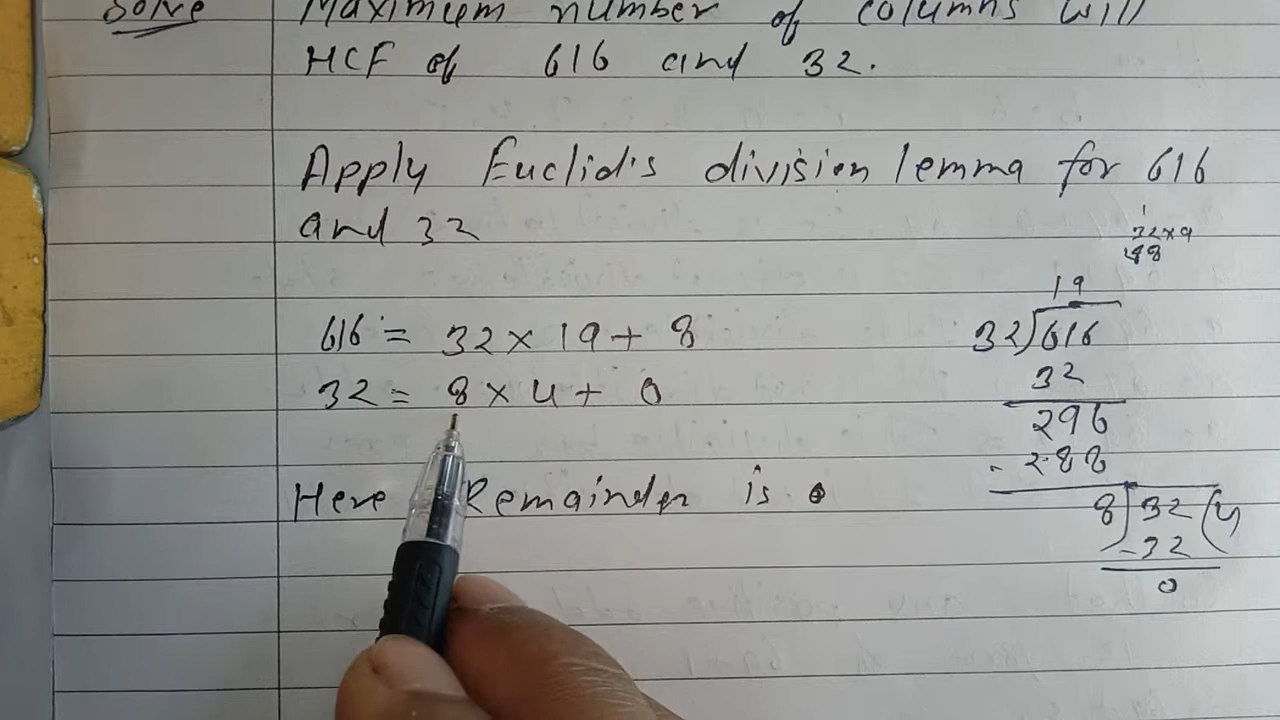 Solve Maximum number of columns will
HCF of 616 and 32.
Apply Euclid's division lemma for 616
and 32
616 = 32 × 19 + 8
32 = 8 × 4 + 0
Here Remainder is 0
32×9
19
32)616
32
296
- 288
8)32(4
-32
0